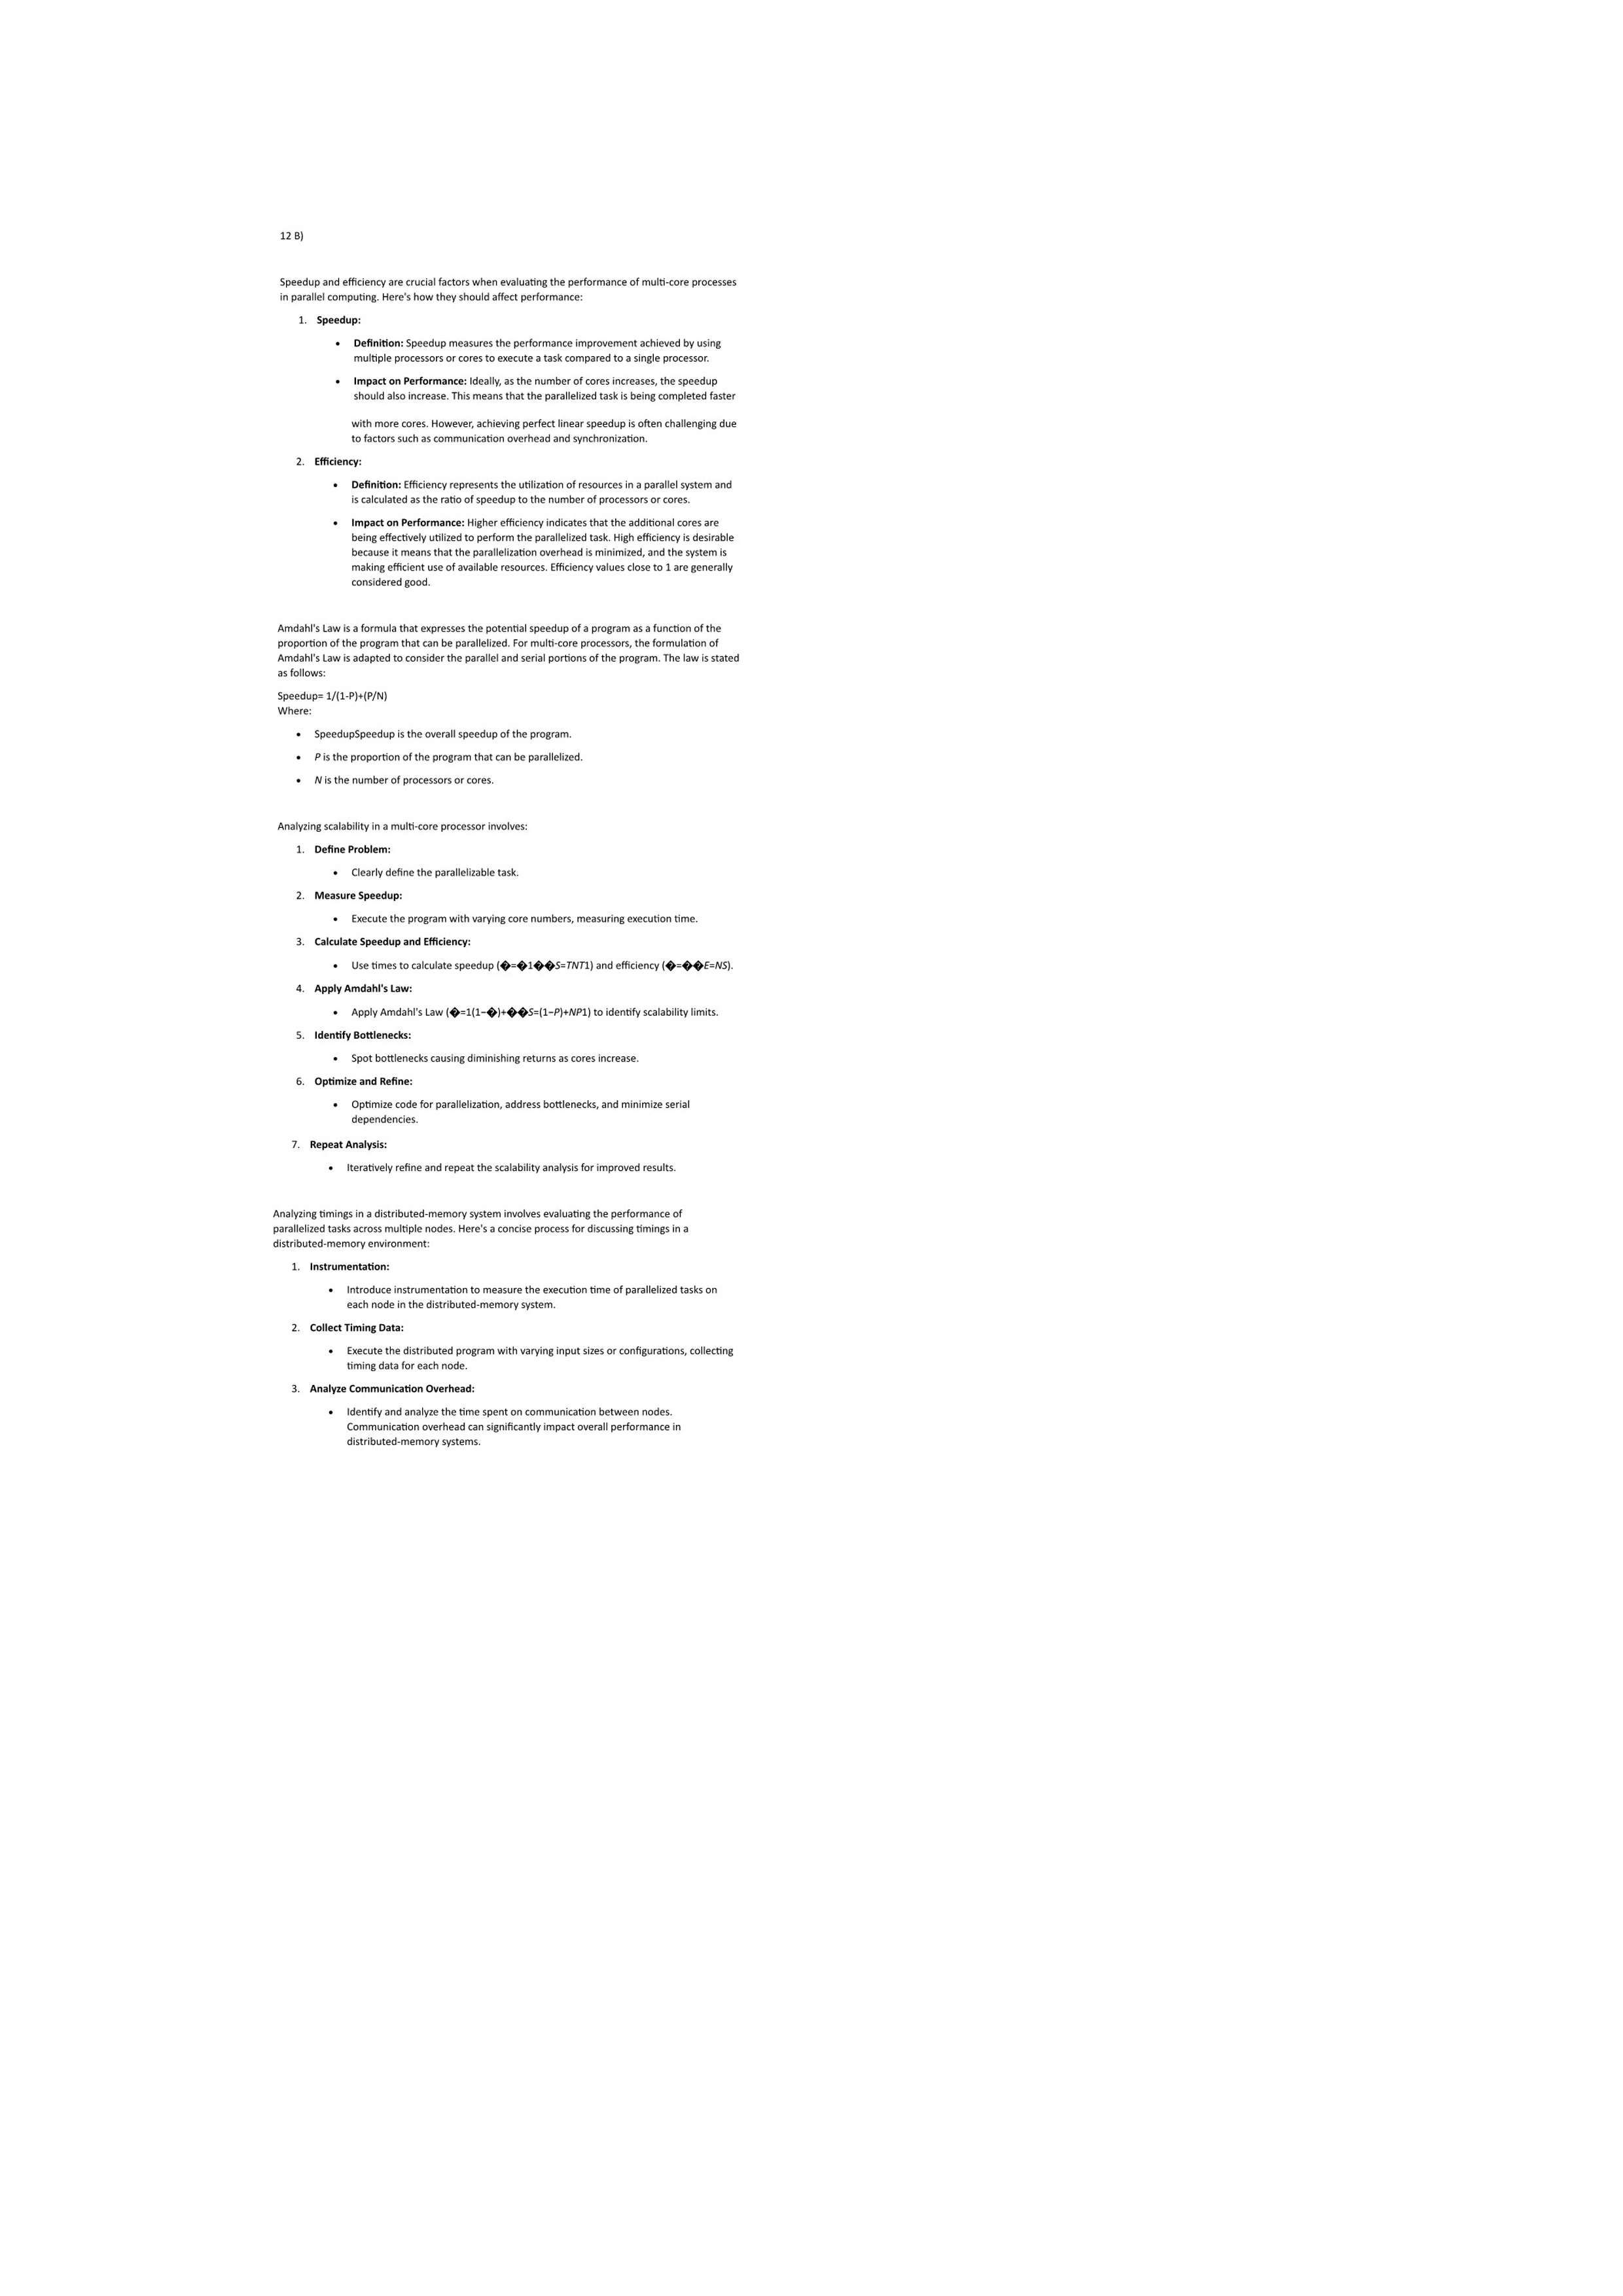 12 B)
Speedup and efficiency are crucial factors when evaluating the performance of multi-core processes
in parallel computing. Here's how they should affect performance:
1. Speedup:
• Definition: Speedup measures the performance improvement achieved by using
multiple processors or cores to execute a task compared to a single processor.
• Impact on Performance: Ideally, as the number of cores increases, the speedup
should also increase. This means that the parallelized task is being completed faster
with more cores. However, achieving perfect linear speedup is often challenging due
to factors such as communication overhead and synchronization.
2. Efficiency:
• Definition: Efficiency represents the utilization of resources in a parallel system and
is calculated as the ratio of speedup to the number of processors or cores.
• Impact on Performance: Higher efficiency indicates that the additional cores are
being effectively utilized to perform the parallelized task. High efficiency is desirable
because it means that the parallelization overhead is minimized, and the system is
making efficient use of available resources. Efficiency values close to 1 are generally
considered good.
Amdahl's Law is a formula that expresses the potential speedup of a program as a function of the
proportion of the program that can be parallelized. For multi-core processors, the formulation of
Amdahl's Law is adapted to consider the parallel and serial portions of the program. The law is stated
as follows:
Speedup= 1/(1-P)+(P/N)
Where:
• SpeedupSpeedup is the overall speedup of the program.
• P is the proportion of the program that can be parallelized.
• N is the number of processors or cores.
Analyzing scalability in a multi-core processor involves:
1. Define Problem:
• Clearly define the parallelizable task.
2. Measure Speedup:
• Execute the program with varying core numbers, measuring execution time.
3. Calculate Speedup and Efficiency:
• Use times to calculate speedup (�=�1��S=TNT1) and efficiency (�=��E=NS).
4. Apply Amdahl's Law:
• Apply Amdahl's Law (�=1(1−�)+��S=(1−P)+NP1) to identify scalability limits.
5. Identify Bottlenecks:
• Spot bottlenecks causing diminishing returns as cores increase.
6. Optimize and Refine:
• Optimize code for parallelization, address bottlenecks, and minimize serial
dependencies.
7. Repeat Analysis:
• Iteratively refine and repeat the scalability analysis for improved results.
Analyzing timings in a distributed-memory system involves evaluating the performance of
parallelized tasks across multiple nodes. Here's a concise process for discussing timings in a
distributed-memory environment:
1. Instrumentation:
• Introduce instrumentation to measure the execution time of parallelized tasks on
each node in the distributed-memory system.
2. Collect Timing Data:
• Execute the distributed program with varying input sizes or configurations, collecting
timing data for each node.
3. Analyze Communication Overhead:
• Identify and analyze the time spent on communication between nodes.
Communication overhead can significantly impact overall performance in
distributed-memory systems.